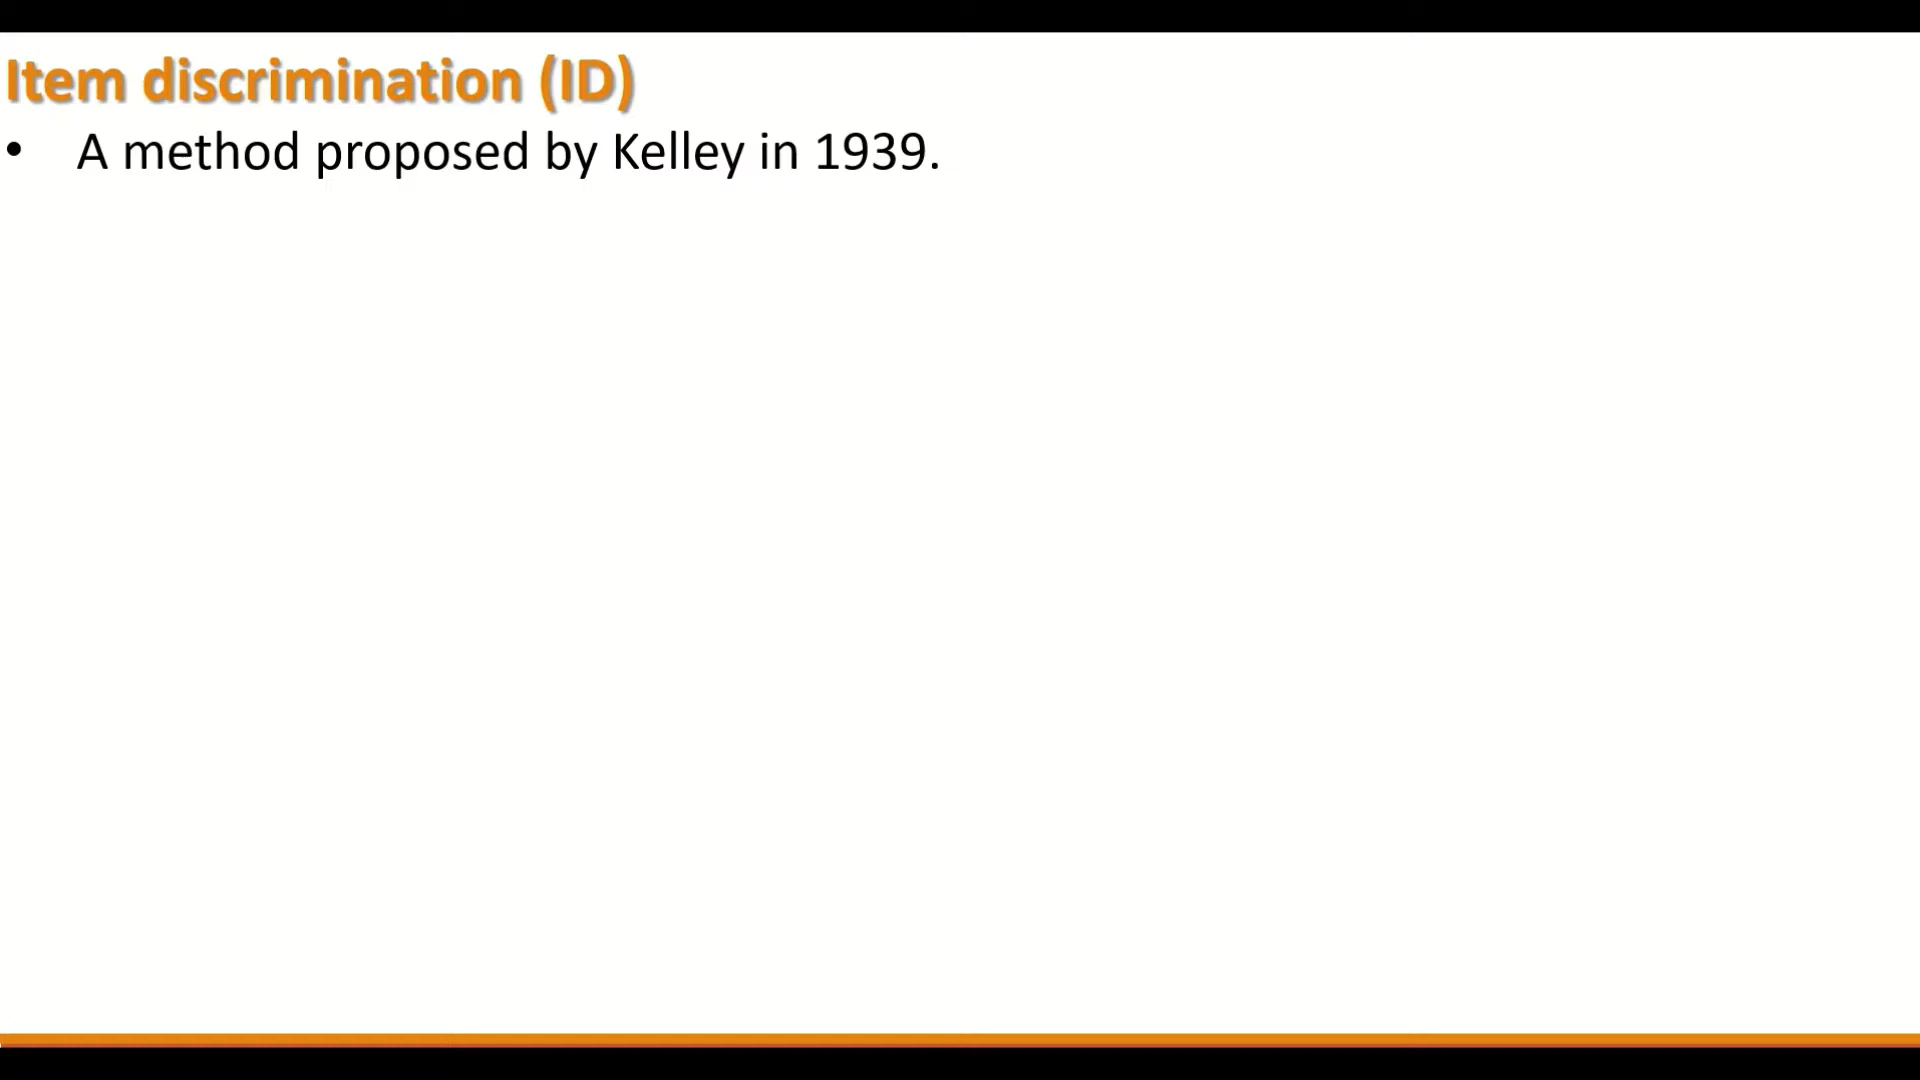 Item discrimination (ID)
• A method proposed by Kelley in 1939.